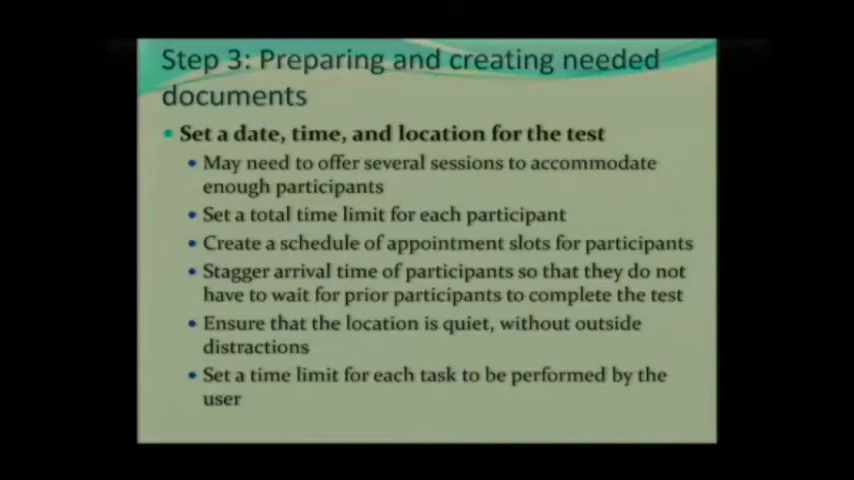 Step 3: Preparing and creating needed
documents
• Set a date, time, and location for the test
• May need to offer several sessions to accommodate
enough participants
• Set a total time limit for each participant
• Create a schedule of appointment slots for participants
• Stagger arrival time of participants so that they do not
have to wait for prior participants to complete the test
• Ensure that the location is quiet, without outside
distractions
• Set a time limit for each task to be performed by the
user